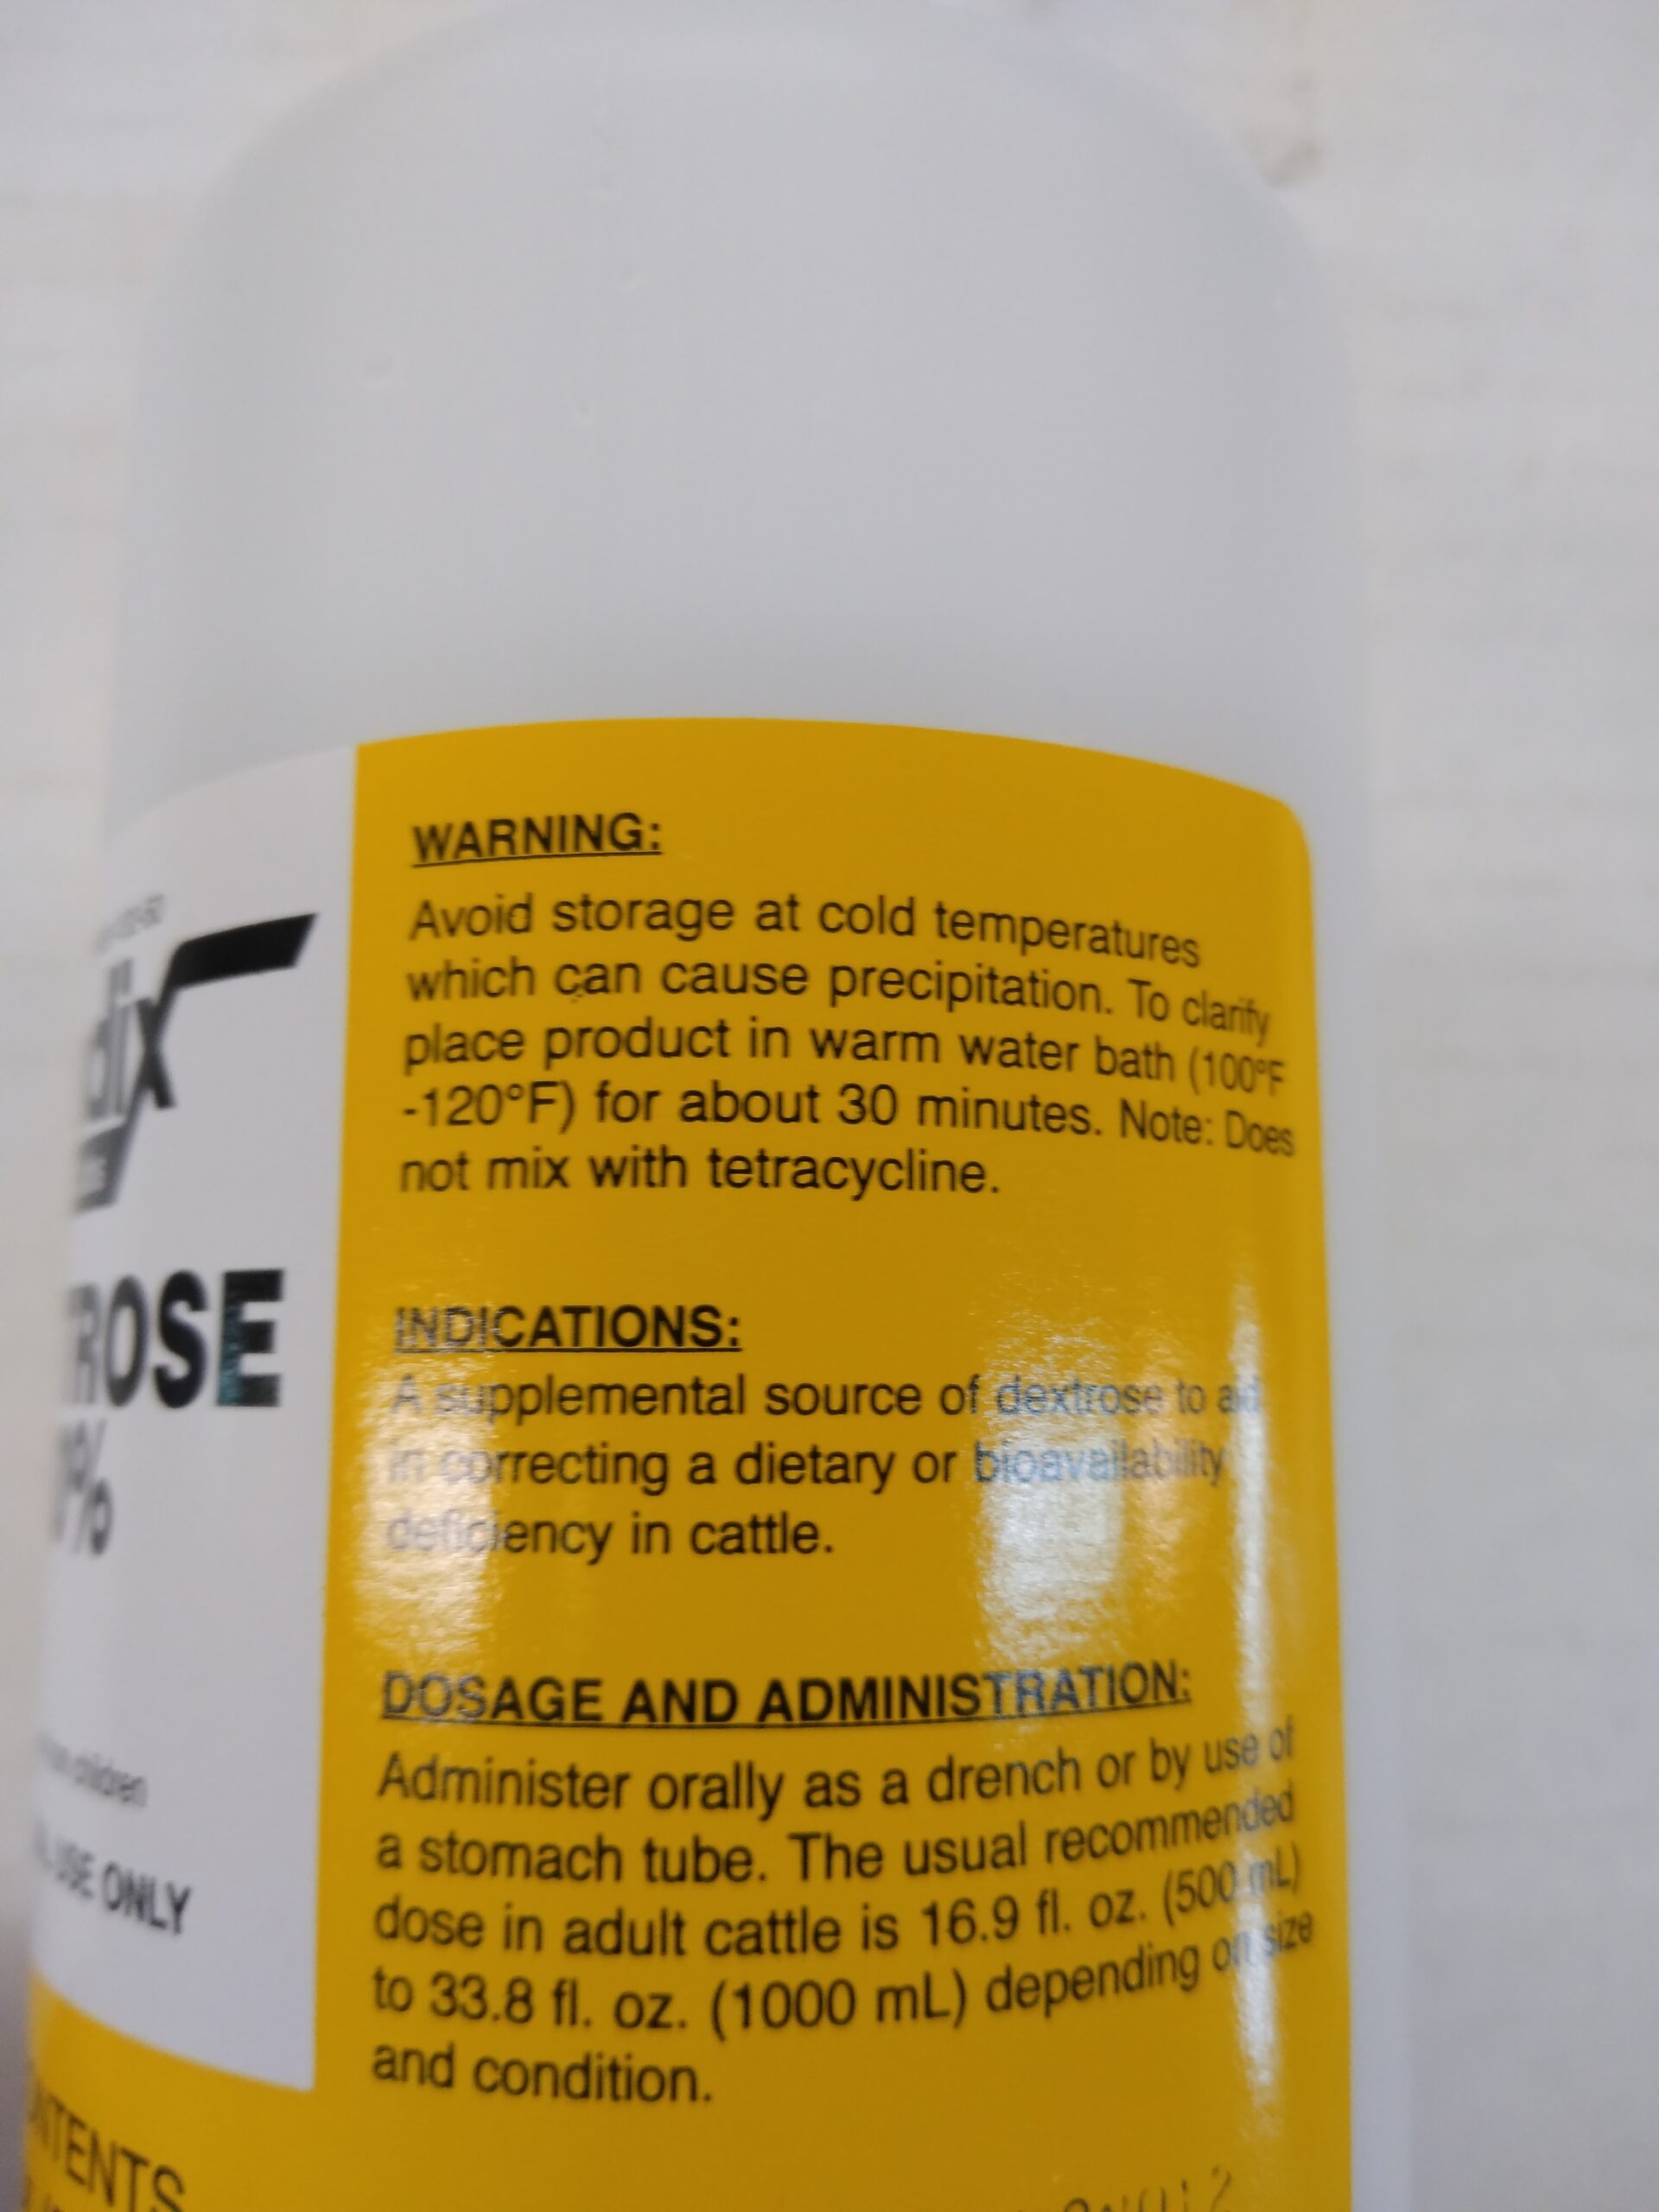 WARNING:
Avoid storage at cold temperatures
which can cause precipitation. To clarify
place product in warm water bath (100°F
-120°F) for about 30 minutes. Note: Does
not mix with tetracycline.
INDICATIONS:
A supplemental source of dextrose to aid
in correcting a dietary or bioavailability
deficiency in cattle.
DOSAGE AND ADMINISTRATION:
Administer orally as a drench or by use of
a stomach tube. The usual recommended
dose in adult cattle is 16.9 fl. oz. (500 mL)
to 33.8 fl. oz. (1000 mL) depending on size
and condition.
dix
TROSE
%
children
USE ONLY
NTENTS